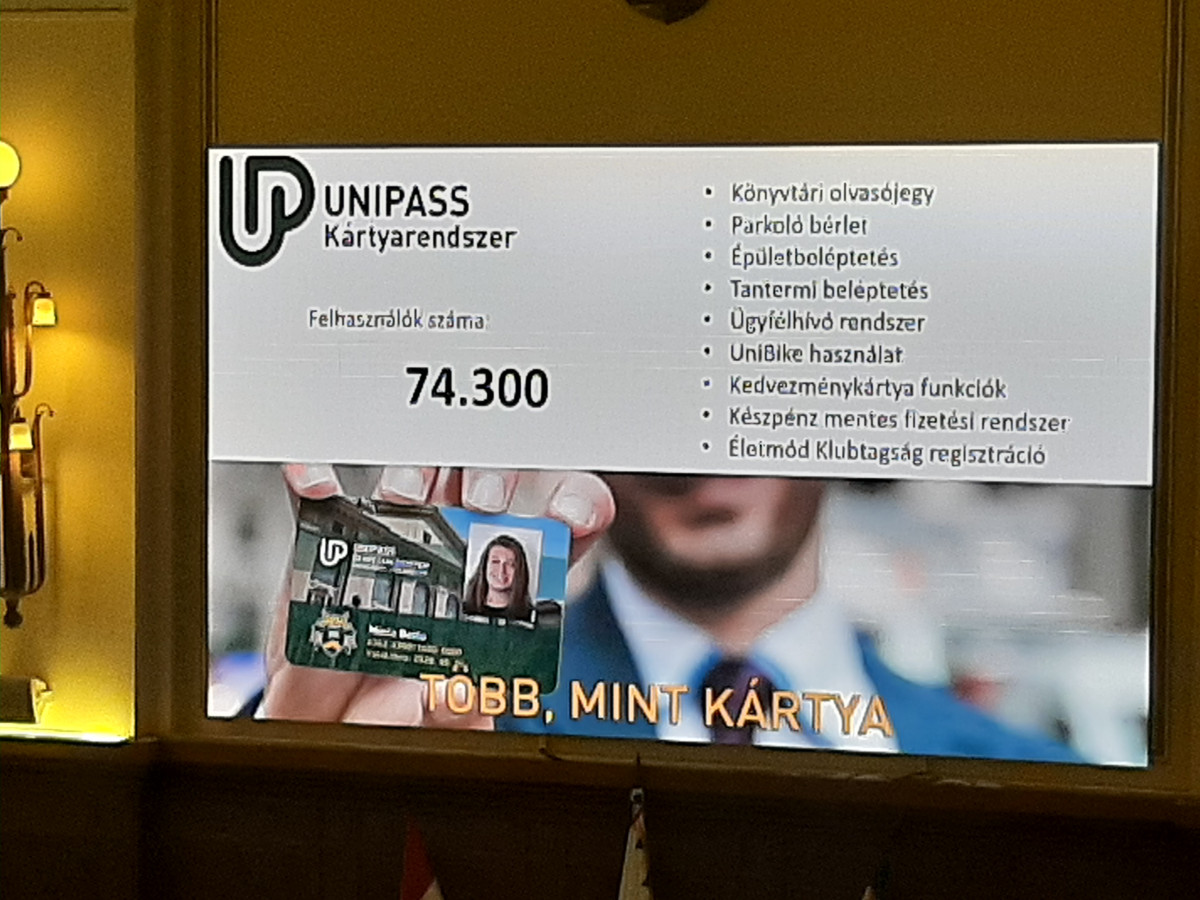 UNIPASS
Kártyarendszer
Felhasználók száma:
74.300
• Könyvtári olvasójegy
• Parkoló bérlet
• Épületbeléptetés
• Tantermi beléptetés
• Ügyfélhívó rendszer
• UniBike használat
• Kedvezménykártya funkciók
• Készpénz mentes fizetési rendszer
• Életmód Klubtagság regisztráció
UNIPASS
TÖBB, MINT KÁRTYA